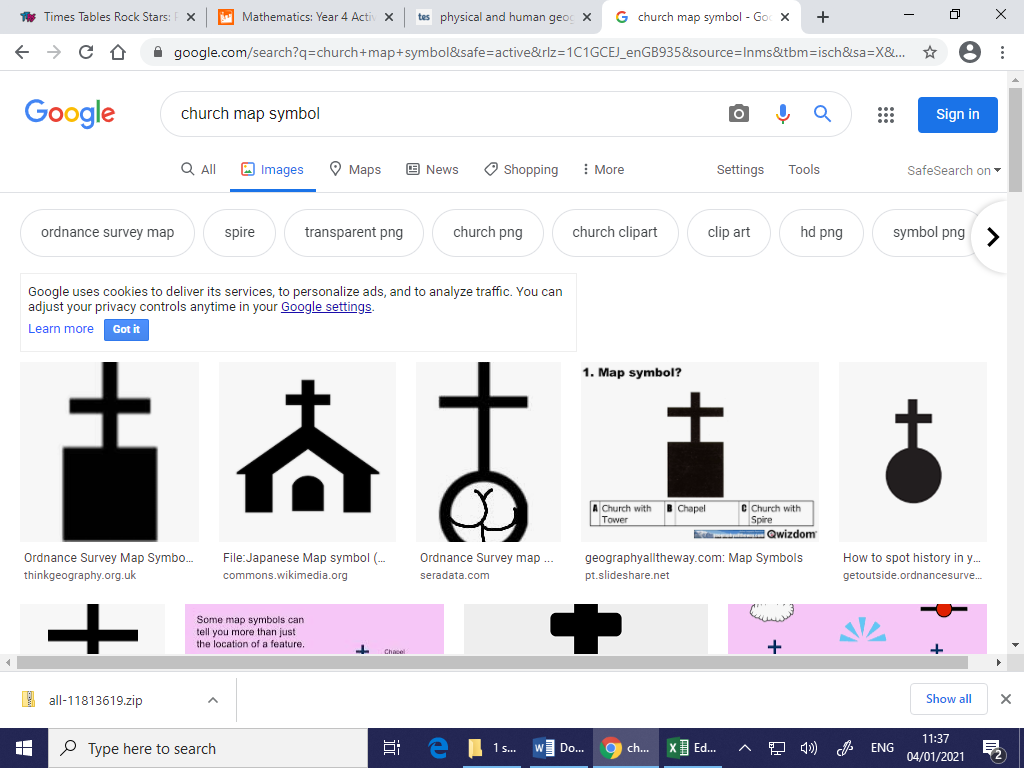 Times Tables Rock Stars:
Mathematics: Year 4 Activ
tes
physical and human geog
church map symbol - Goo
google.com/search?q=church+map+symbol&safe=active&rlz=1C1GCEJ_enGB935&source=lnms&tbm=isch&sa=X&...
Google
church map symbol
Sign in
All
Images
Maps
News
Shopping
More
Settings
Tools
SafeSearch on
ordnance survey map
spire
transparent png
church png
church clipart
clip art
hd png
symbol png
Google uses cookies to deliver its services, to personalize ads, and to analyze traffic. You can
adjust your privacy controls anytime in your Google settings.
Learn more
Got it
1. Map symbol?
A Church with Tower
B Chapel
C Church with Spire
Qwizdom
Ordnance Survey Map Symbo...
thinkgeography.org.uk
File:Japanese Map symbol (...
commons.wikimedia.org
Ordnance Survey map ...
seradata.com
geographyalltheway.com: Map Symbols
pt.slideshare.net
How to spot history in y...
getoutside.ordnancesurve...
Some map symbols can
tell you more than just
the location of a feature.
Chapel
all-11813619.zip
Show all
Type here to search
1 s...
Do...
ch...
Ed...
ENG
11:37
04/01/2021
2